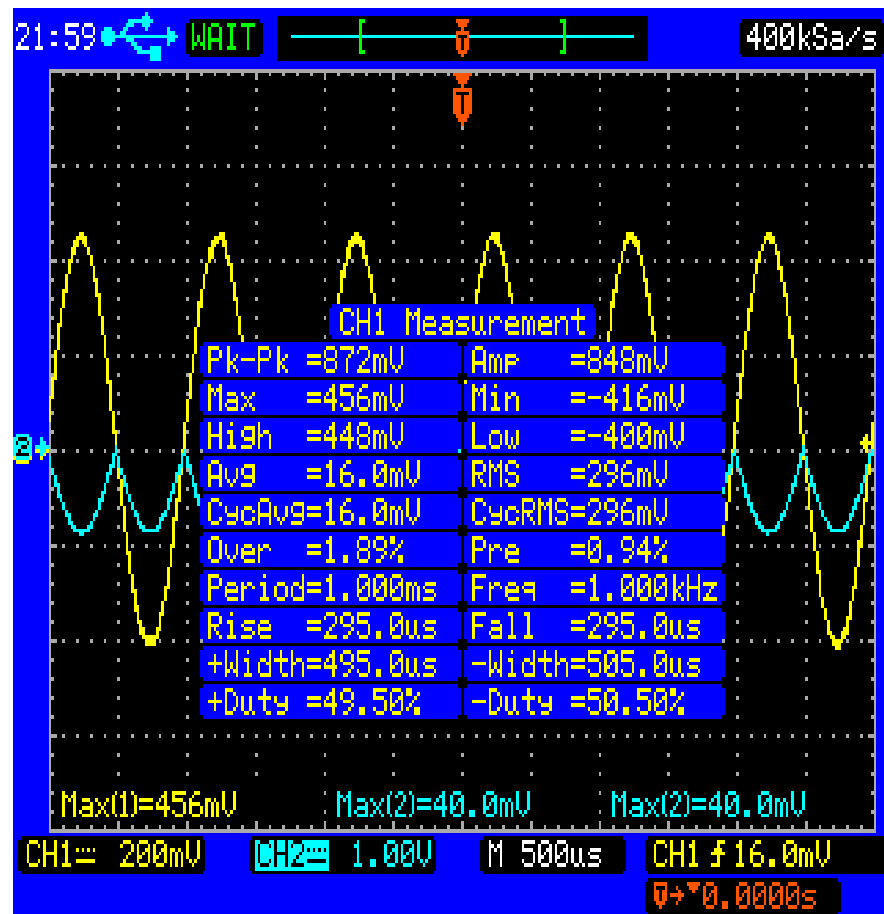 21:59 WAIT T 400kSa/s
T
CH1 Measurement
Pk-Pk =872mV Amp =848mV
Max =456mV Min =-416mV
High =448mV Low =-400mV
2
Avg =16.0mV RMS =296mV
CycAvg=16.0mV CycRMS=296mV
Over =1.89% Pre =0.94%
Period=1.000ms Freq =1.000kHz
Rise =295.0us Fall =295.0us
+Width=495.0us -Width=505.0us
+Duty =49.50% -Duty =50.50%
Max(1)=456mV Max(2)=40.0mV Max(2)=40.0mV
CH1 200mV CH2 1.00V M 500us CH1 16.0mV
T→0.0000s